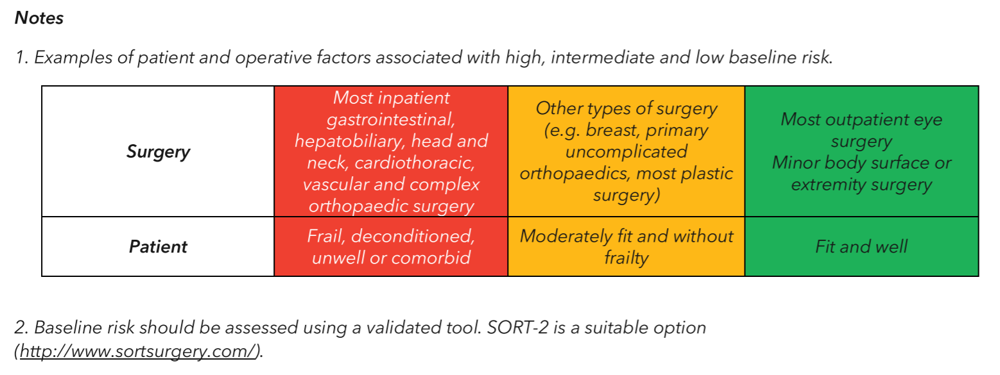 Notes
1. Examples of patient and operative factors associated with high, intermediate and low baseline risk.
Surgery
Most inpatient
gastrointestinal,
hepatobiliary, head and
neck, cardiothoracic,
vascular and complex
orthopaedic surgery
Other types of surgery
(e.g. breast, primary
uncomplicated
orthopaedics, most plastic
surgery)
Most outpatient eye
surgery
Minor body surface or
extremity surgery
Patient
Frail, deconditioned,
unwell or comorbid
Moderately fit and without
frailty
Fit and well
2. Baseline risk should be assessed using a validated tool. SORT-2 is a suitable option
(http://www.sortsurgery.com/).